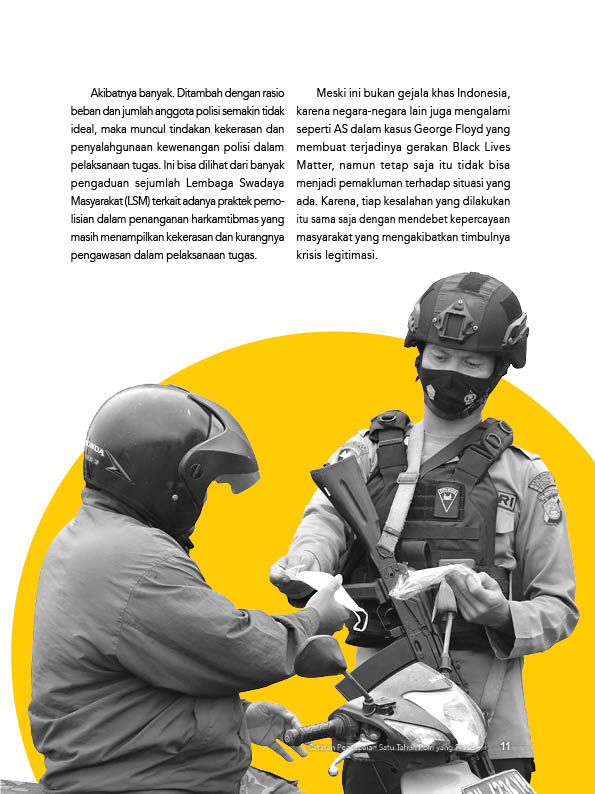 Akibatnya banyak. Ditambah dengan rasio
beban dan jumlah anggota polisi semakin tidak
ideal, maka muncul tindakan kekerasan dan
penyalahgunaan kewenangan polisi dalam
pelaksanaan tugas. Ini bisa dilihat dari banyak
pengaduan sejumlah Lembaga Swadaya
Masyarakat (LSM) terkait adanya praktek pemo-
lisian dalam penanganan harkamtibmas yang
masih menampilkan kekerasan dan kurangnya
pengawasan dalam pelaksanaan tugas.
Meski ini bukan gejala khas Indonesia,
karena negara-negara lain juga mengalami
seperti AS dalam kasus George Floyd yang
membuat terjadinya gerakan Black Lives
Matter, namun tetap saja itu tidak bisa
menjadi pemakluman terhadap situasi yang
ada. Karena, tiap kesalahan yang dilakukan
itu sama saja dengan mendebet kepercayaan
masyarakat yang mengakibatkan timbulnya
krisis legitimasi.
HONDA
RI
Catatan Pencapaian Satu Tahun Polri yang Presisi
11